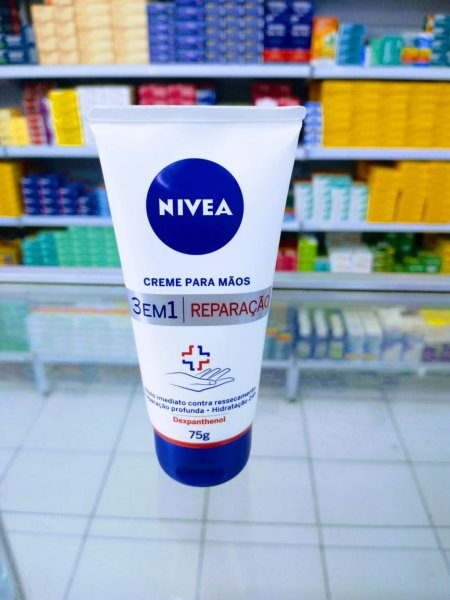 NIVEA
CREME PARA MÃOS
3EM1 | REPARAÇÃO
imediato contra ressecamento
profunda • Hidratação
Dexpanthenol
75g